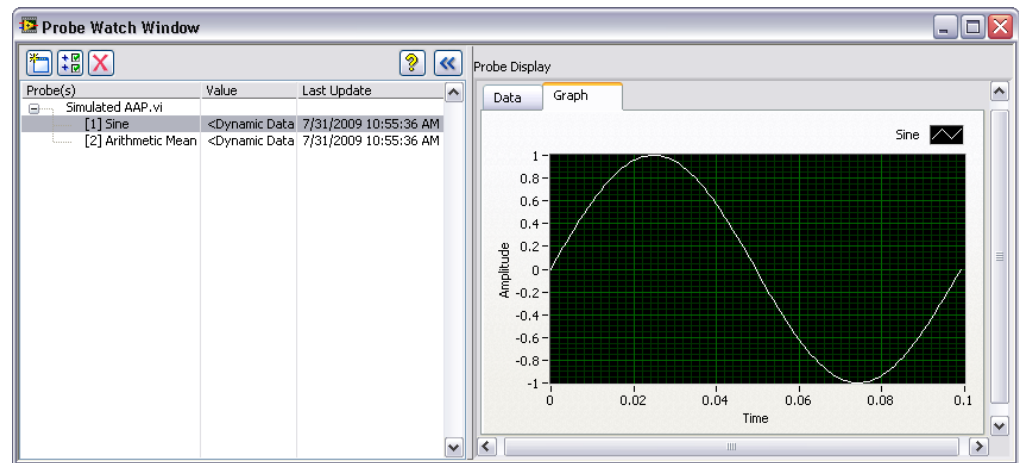 Probe Watch Window
Probe Display
Probe(s) Value Last Update
Simulated AAP.vi
[1] Sine <Dynamic Data 7/31/2009 10:55:36 AM
[2] Arithmetic Mean <Dynamic Data 7/31/2009 10:55:36 AM
Data Graph
Sine
1
0.8
0.6
0.4
0.2
0
-0.2
-0.4
-0.6
-0.8
-1
Amplitude
0 0.02 0.04 0.06 0.08 0.1
Time